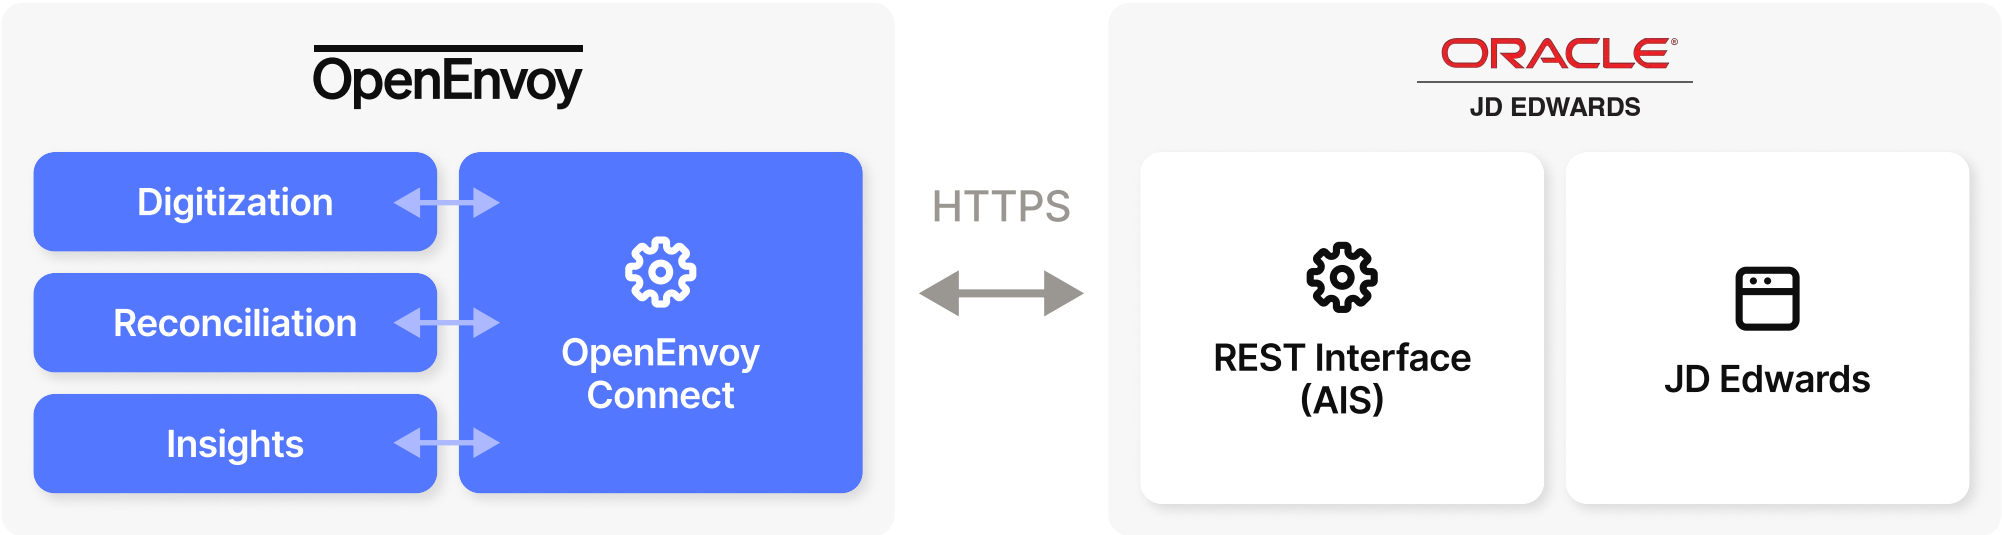 OpenEnvoy
Digitization
Reconciliation
Insights
OpenEnvoy
Connect
HTTPS
ORACLE®
JD EDWARDS
REST Interface
(AIS)
JD Edwards